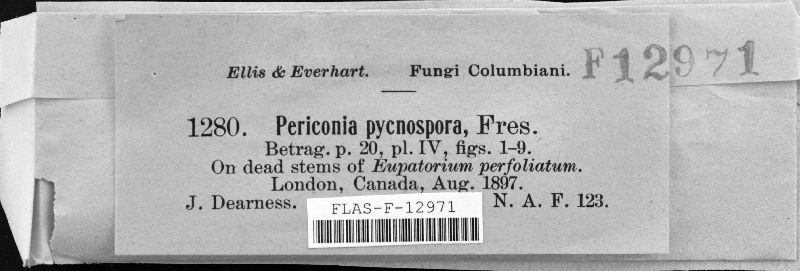 Ellis & Everhart. Fungi Columbiani. F12971
1280. Periconia pycnospora, Fres.
Betrag. p. 20, pl. IV, figs. 1–9.
On dead stems of Eupatorium perfoliatum.
London, Canada, Aug. 1897.
J. Dearness. N. A. F. 123.
FLAS-F-12971